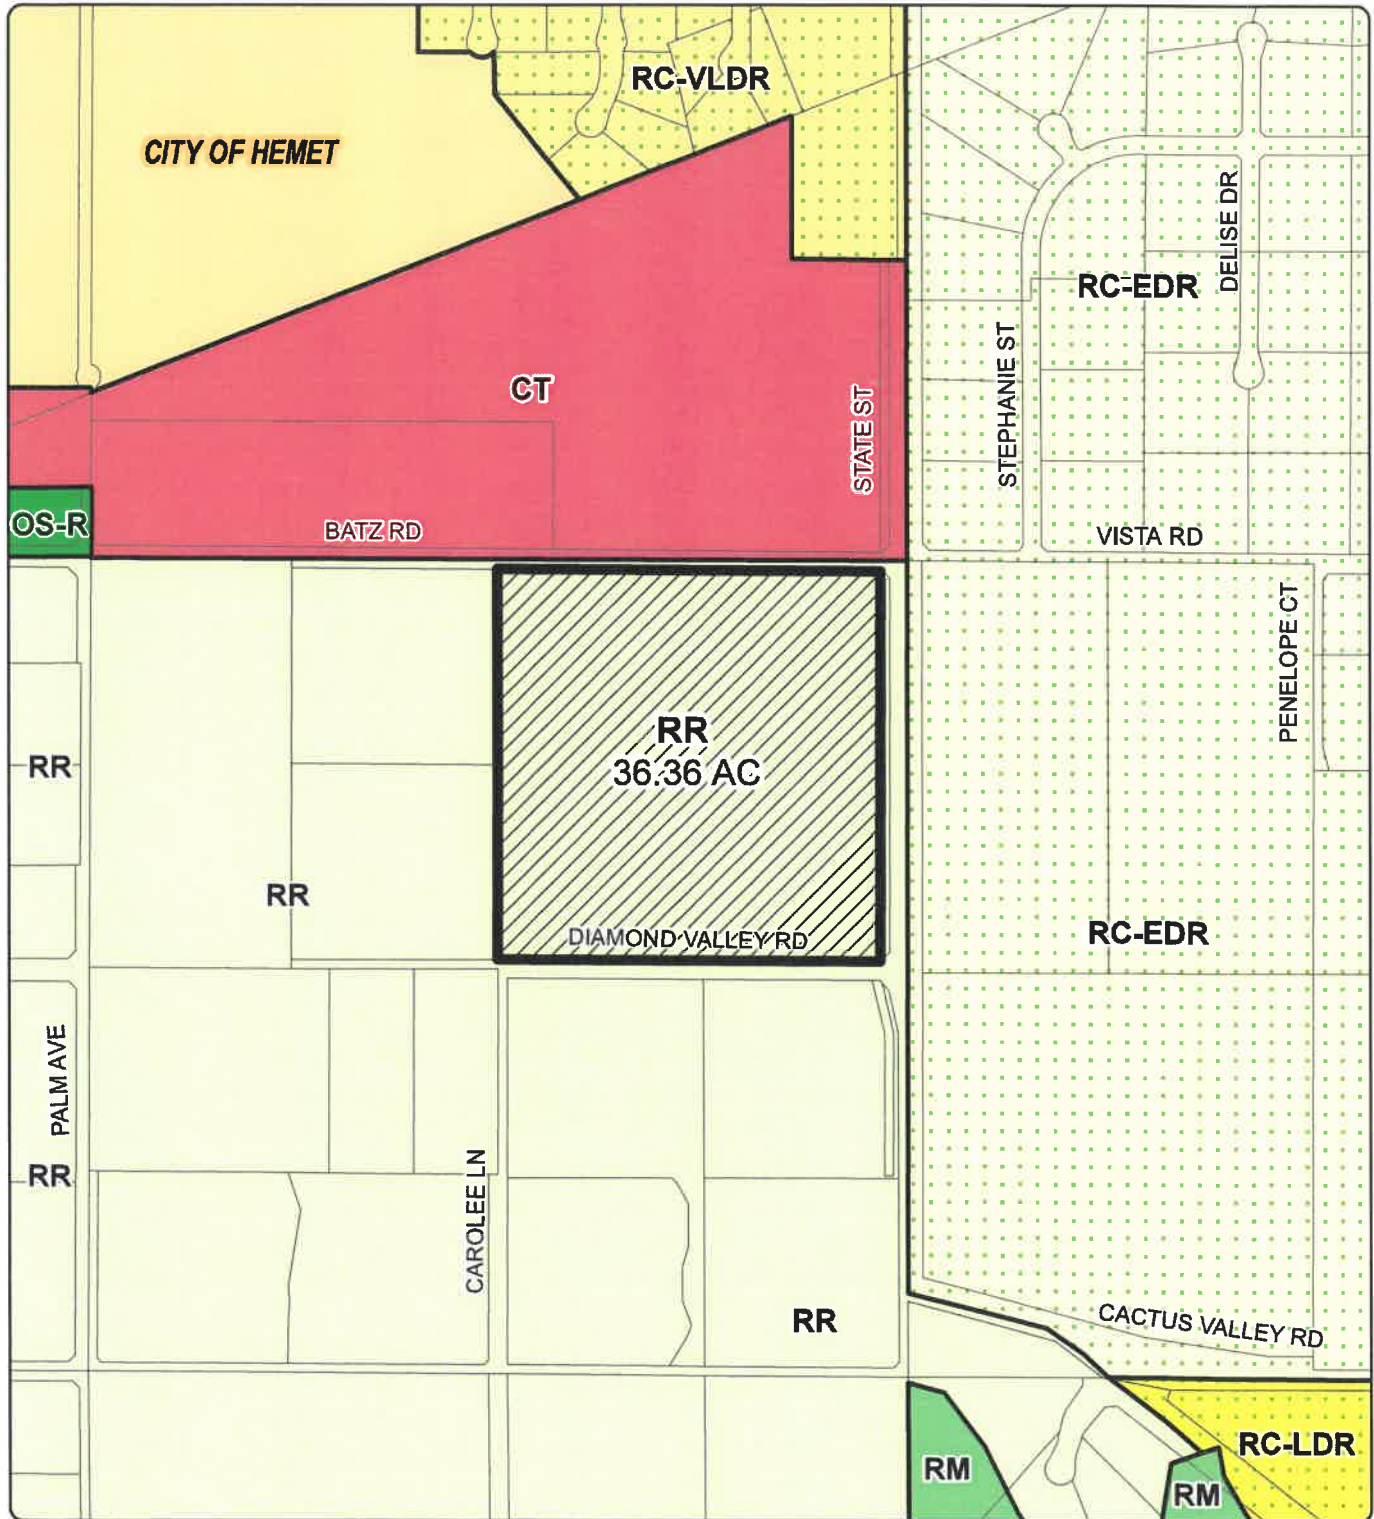 RC-VLDR
CITY OF HEMET
DELISE DR
RC-EDR
STEPHANIE ST
CT
STATE ST
OS-R
BATZ RD
VISTA RD
PENELOPE CT
RR
36.36 AC
RR
RR
RC-EDR
DIAMOND VALLEY RD
PALM AVE
RR
CAROLEE LN
RR
CACTUS VALLEY RD
RC-LDR
RM
RM